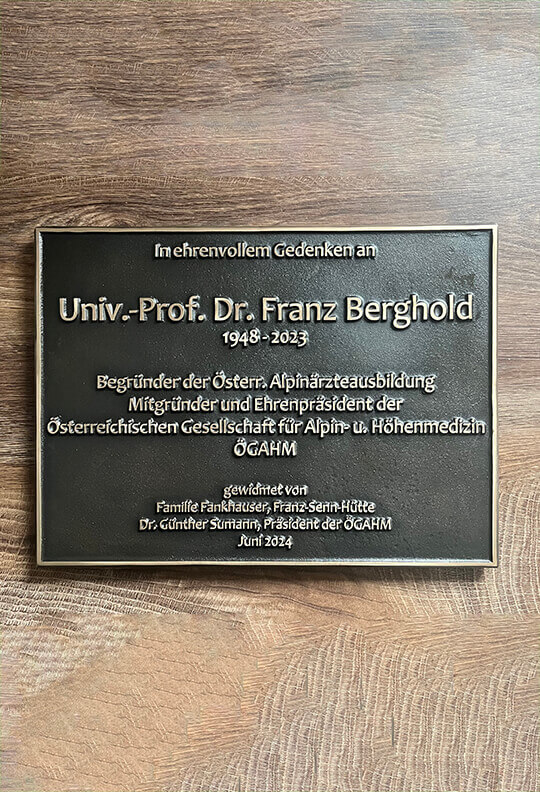 In ehrenvollem Gedenken an
Univ.-Prof. Dr. Franz Berghold
1948-2023
Begründer der Österr. Alpinärzteausbildung
Mitgründer und Ehrenpräsident der
Österreichischen Gesellschaft für Alpin- u. Höhenmedizin
ÖGAHM
gewidmet von
Familie Fankhauser, Franz-Senn-Hütte
Dr. Günther Sumann, Präsident der ÖGAHM
Juni 2024